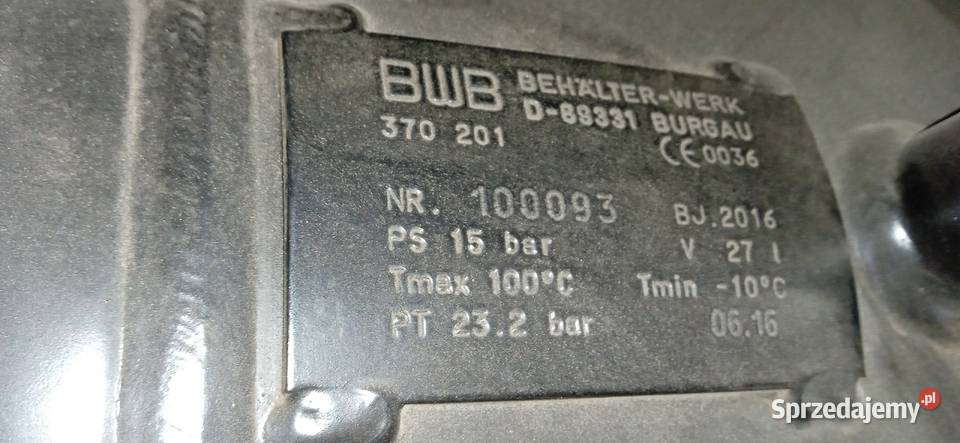 BWB BEHÄLTER-WERK
D-89331 BURGAU
370 201 CE 0036
NR. 100093 BJ.2016
PS 15 bar V 27 l
Tmax 100°C Tmin -10°C
PT 23.2 bar 06.16
Sprzedajemy.pl